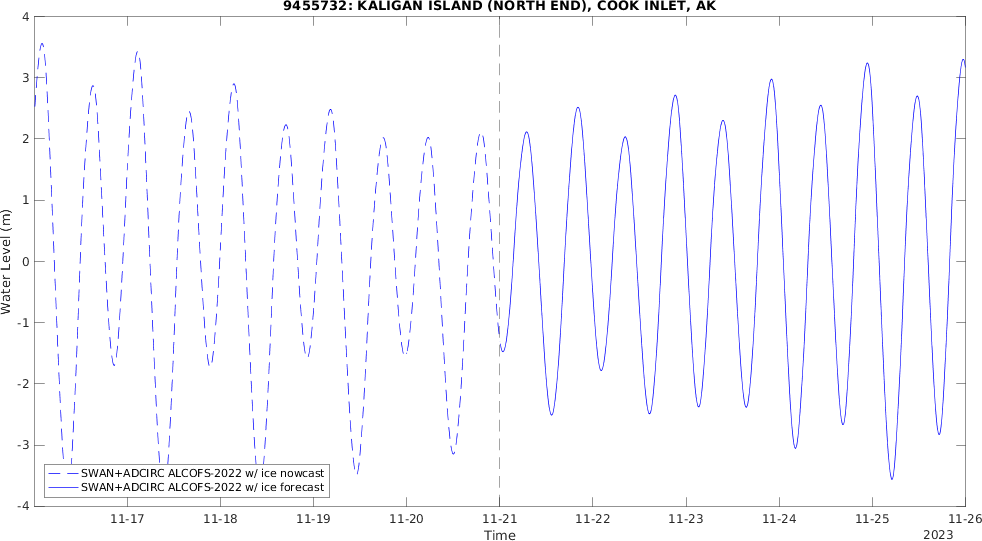 9455732: KALIGAN ISLAND (NORTH END), COOK INLET, AK
Water Level (m)
4
3
2
1
0
-1
-2
-3
-4
SWAN+ADCIRC ALCOFS-2022 w/ ice nowcast
SWAN+ADCIRC ALCOFS-2022 w/ ice forecast
11-17 11-18 11-19 11-20 11-21 11-22 11-23 11-24 11-25 11-26
Time
2023